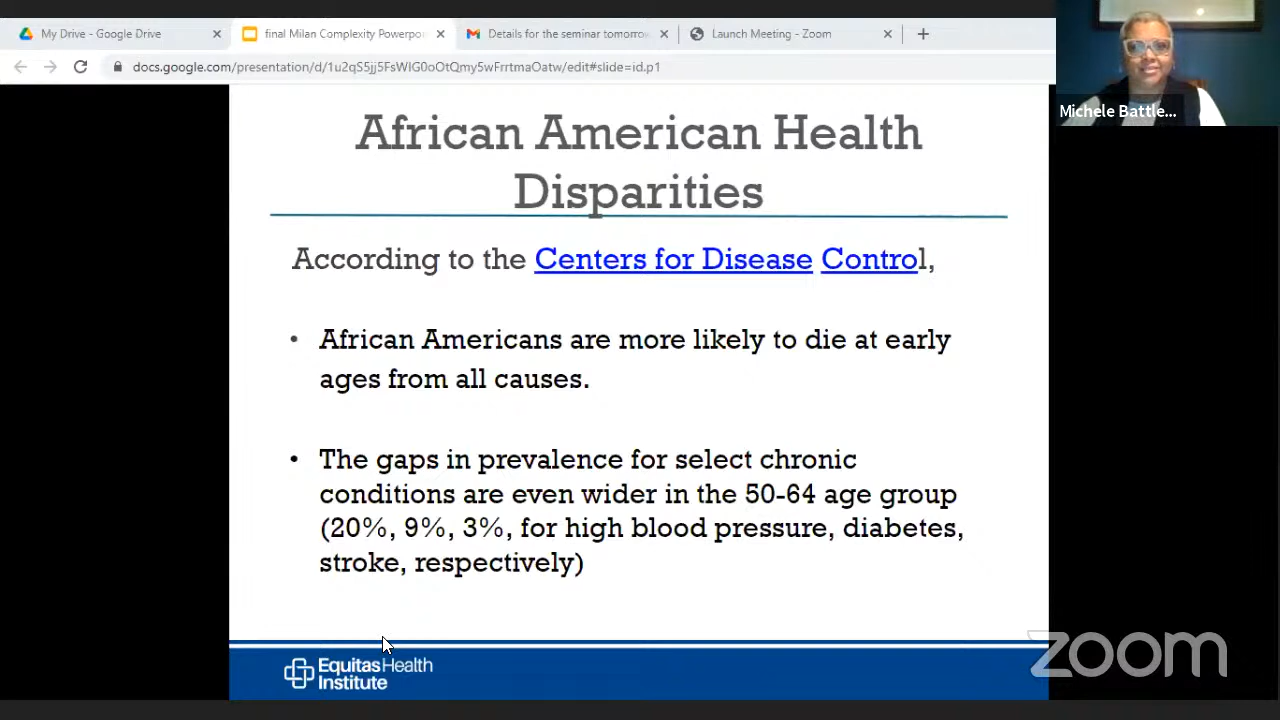 My Drive - Google Drive
final Milan Complexity Powerpo
Details for the seminar tomorrow
Launch Meeting - Zoom
docs.google.com/presentation/d/1u2qS5jj5FsWIG0oOtQmy5wFrrtmaOatw/edit#slide=id.p1
Michele Battle...
African American Health
Disparities
According to the Centers for Disease Control,
• African Americans are more likely to die at early
ages from all causes.
• The gaps in prevalence for select chronic
conditions are even wider in the 50-64 age group
(20%, 9%, 3%, for high blood pressure, diabetes,
stroke, respectively)
Equitas Health
Institute
zoom